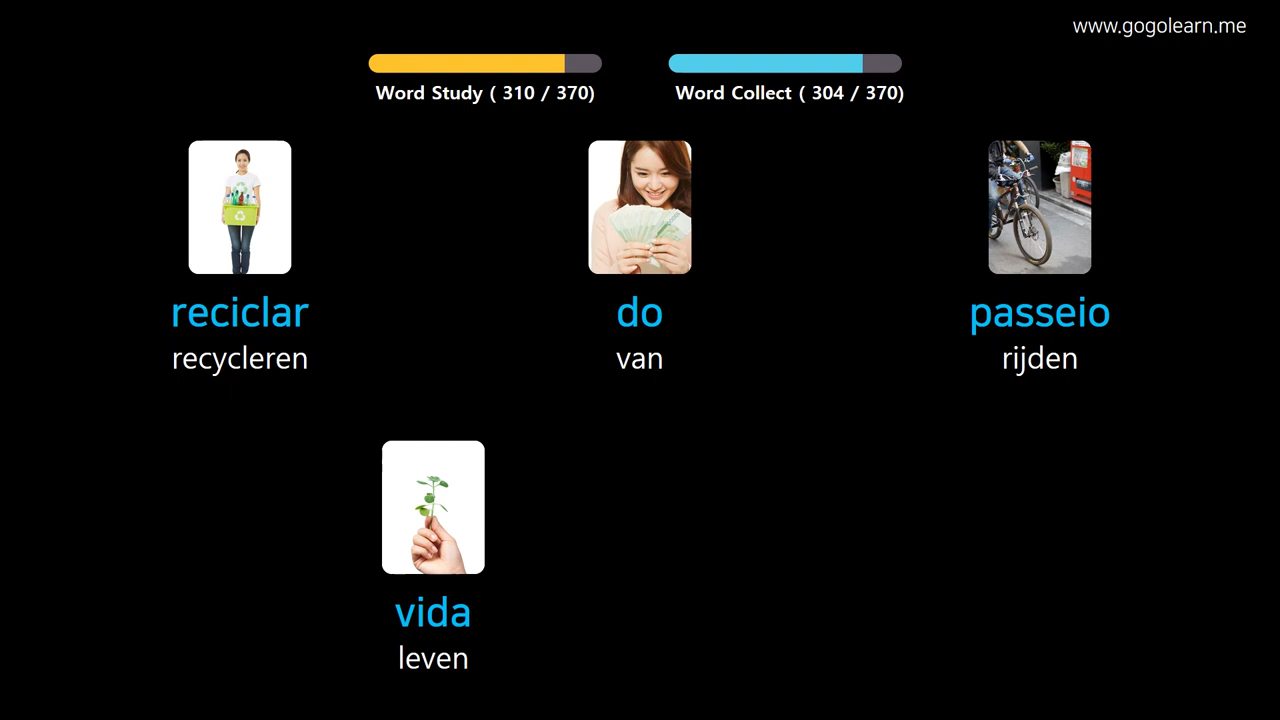 www.gogolearn.me
Word Study ( 310 / 370)
Word Collect ( 304 / 370)
reciclar
recycleren
do
van
passeio
rijden
vida
leven